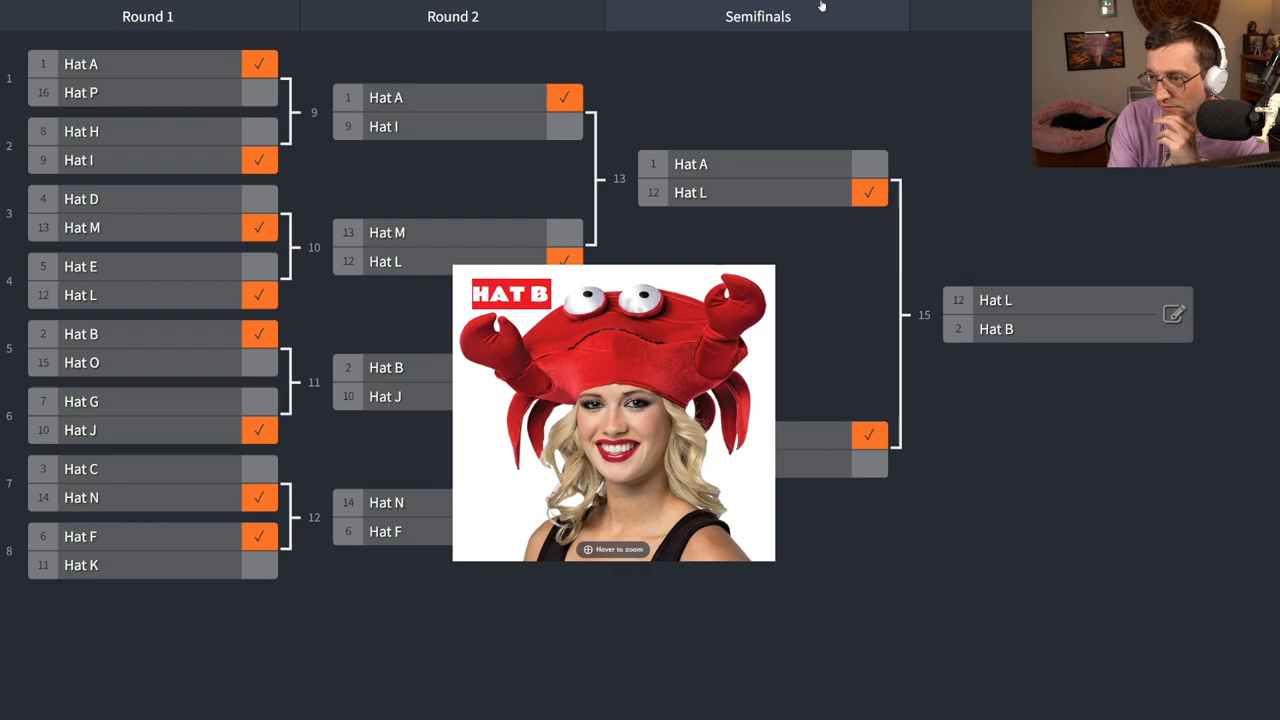 Round 1
Round 2
Semifinals
1
1 Hat A ✓
16 Hat P
2
8 Hat H
9 Hat I ✓
3
4 Hat D
13 Hat M ✓
4
5 Hat E
12 Hat L ✓
5
2 Hat B ✓
15 Hat O
6
7 Hat G
10 Hat J ✓
7
3 Hat C
14 Hat N ✓
8
6 Hat F ✓
11 Hat K
9
1 Hat A ✓
9 Hat I
10
13 Hat M
12 Hat L ✓
11
2 Hat B
10 Hat J
12
14 Hat N
6 Hat F
13
1 Hat A
12 Hat L ✓
✓
HAT B
Hover to zoom
15
12 Hat L
2 Hat B